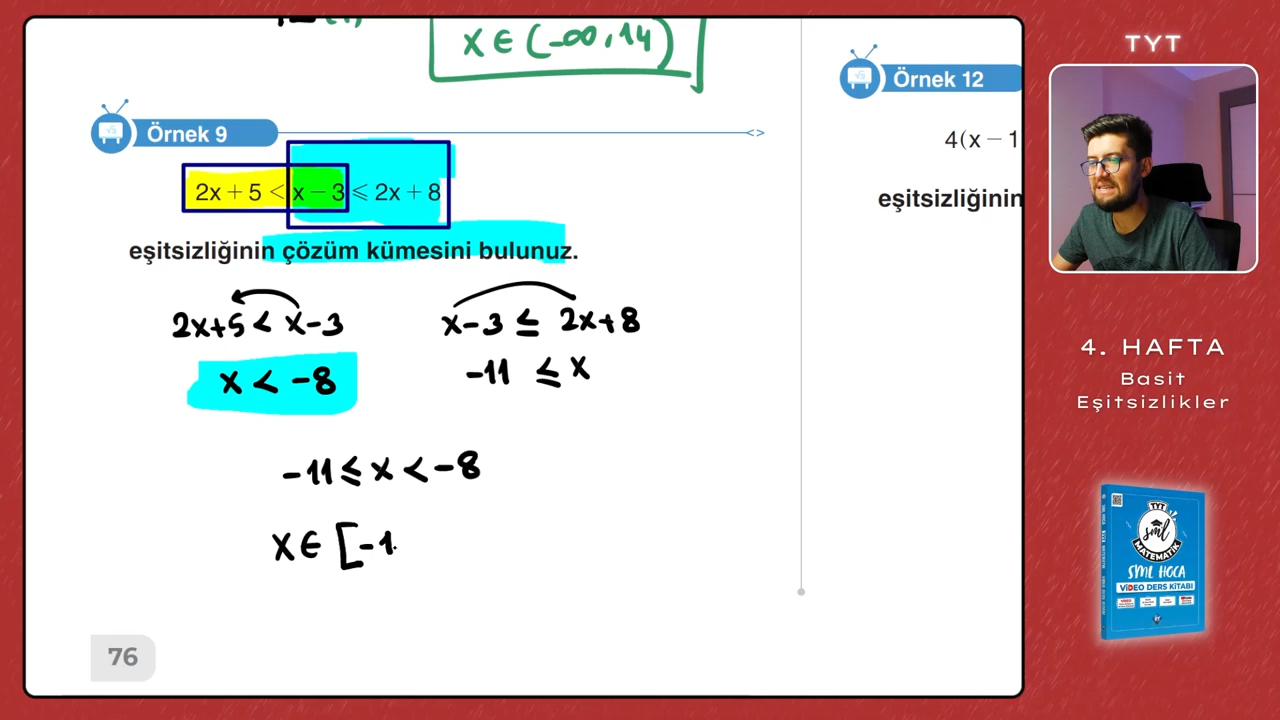 x ∈ (-∞, 14)
Örnek 9
2x + 5 < x − 3 ⩽ 2x + 8
eşitsizliğinin çözüm kümesini bulunuz.
2x+5 < x-3
x < -8
x-3 ≤ 2x+8
-11 ≤ x
-11 ≤ x < -8
x ∈ [-1
76
Örnek 12
4(x − 1
eşitsizliğinin
TYT
4. HAFTA
Basit
Eşitsizlikler
TYT
sml
MATEMATİK
SML HOCA
VİDEO DERS KİTABI